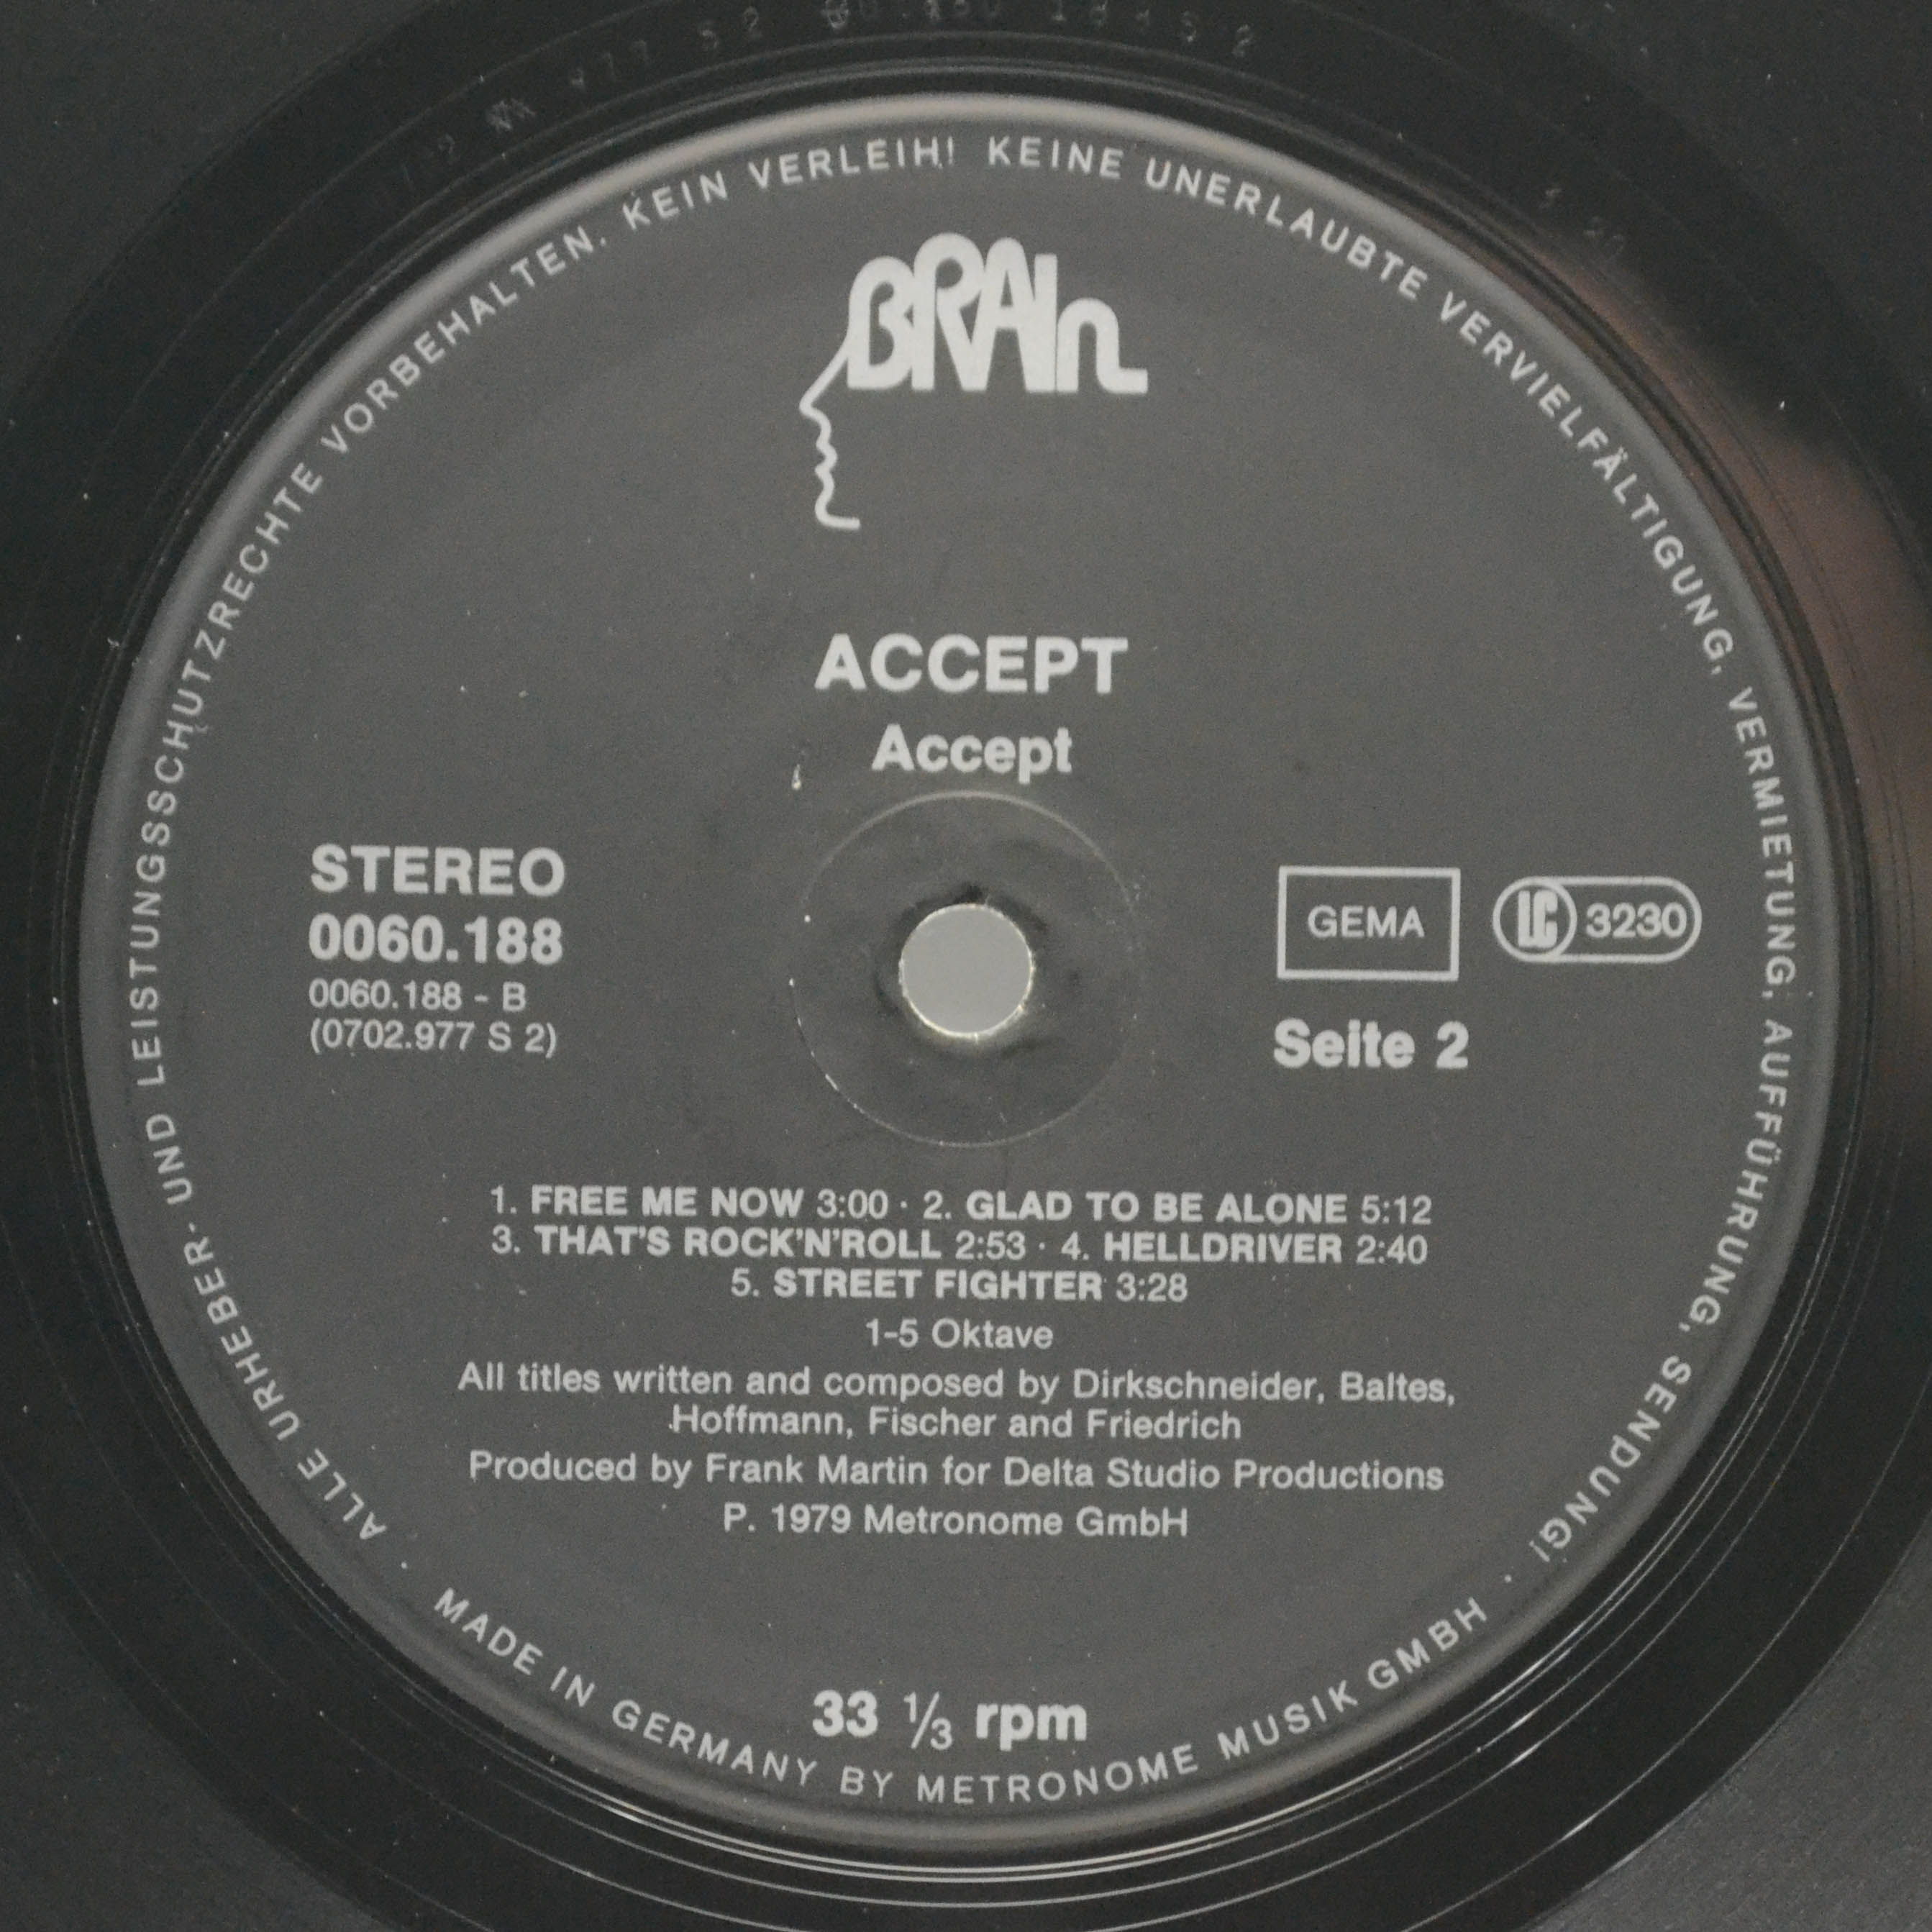 ALLE URHEBER- UND LEISTUNGSSCHUTZRECHTE VORBEHALTEN. KEIN VERLEIH! KEINE UNERLAUBTE VERVIELFÄLTIGUNG, VERMIETUNG, AUFFÜHRUNG, SENDUNG!
BRAIn
ACCEPT
Accept
STEREO
0060.188
0060.188 - B
(0702.977 S 2)
GEMA
LC 3230
Seite 2
1. FREE ME NOW 3:00 · 2. GLAD TO BE ALONE 5:12
3. THAT'S ROCK'N'ROLL 2:53 · 4. HELLDRIVER 2:40
5. STREET FIGHTER 3:28
1-5 Oktave
All titles written and composed by Dirkschneider, Baltes,
Hoffmann, Fischer and Friedrich
Produced by Frank Martin for Delta Studio Productions
P. 1979 Metronome GmbH
33 ⅓ rpm
· MADE IN GERMANY BY METRONOME MUSIK GMBH ·